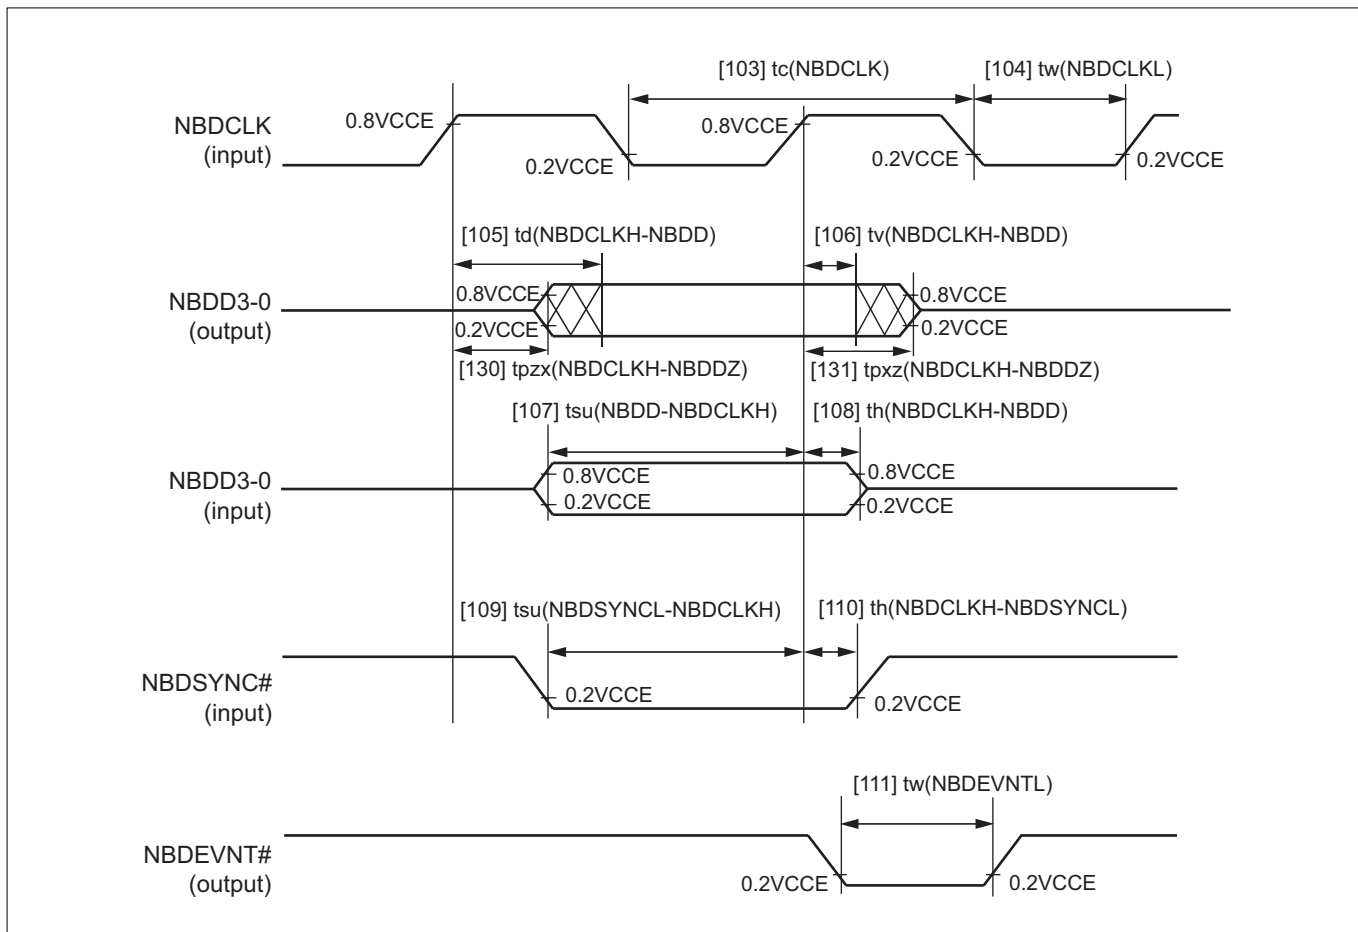 [103] tc(NBDCLK)
[104] tw(NBDCLKL)
NBDCLK
(input)
0.8VCCE
0.2VCCE
0.8VCCE
0.2VCCE
0.2VCCE
[105] td(NBDCLKH-NBDD)
[106] tv(NBDCLKH-NBDD)
NBDD3-0
(output)
0.8VCCE
0.2VCCE
0.8VCCE
0.2VCCE
[130] tpzx(NBDCLKH-NBDDZ)
[131] tpxz(NBDCLKH-NBDDZ)
[107] tsu(NBDD-NBDCLKH)
[108] th(NBDCLKH-NBDD)
NBDD3-0
(input)
0.8VCCE
0.2VCCE
0.8VCCE
0.2VCCE
[109] tsu(NBDSYNCL-NBDCLKH)
[110] th(NBDCLKH-NBDSYNCL)
NBDSYNC#
(input)
0.2VCCE
0.2VCCE
[111] tw(NBDEVNTL)
NBDEVNT#
(output)
0.2VCCE
0.2VCCE